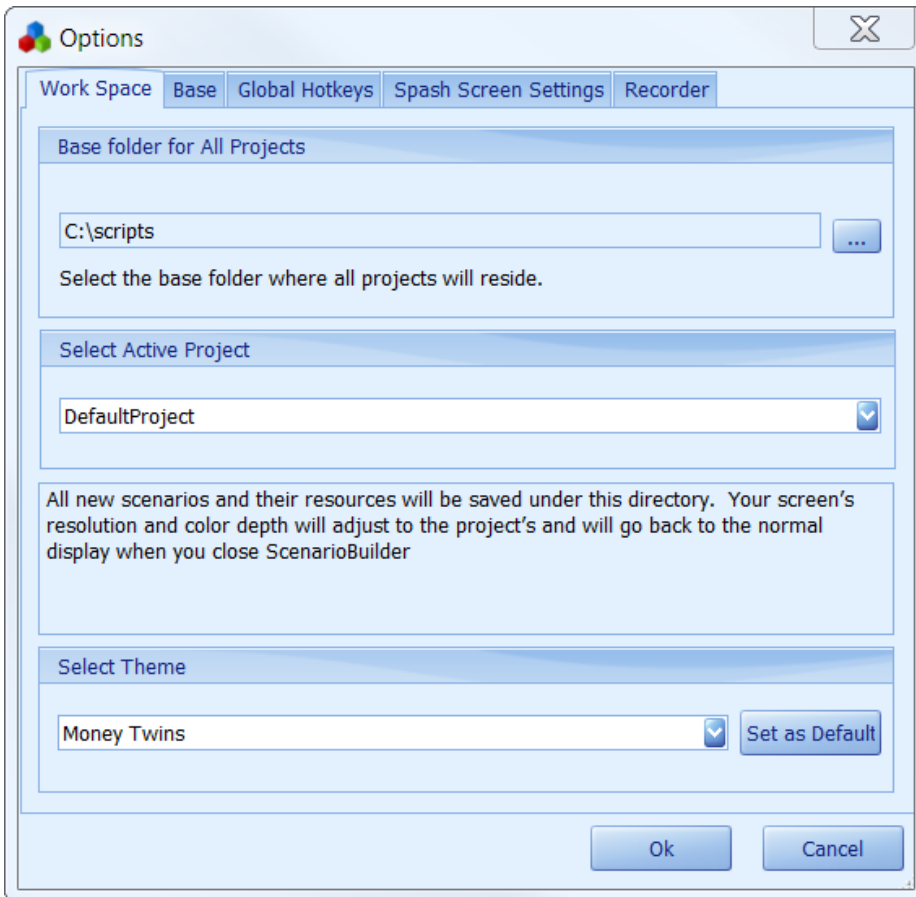 Options
Work Space Base Global Hotkeys Spash Screen Settings Recorder
Base folder for All Projects
C:\scripts
...
Select the base folder where all projects will reside.
Select Active Project
DefaultProject
All new scenarios and their resources will be saved under this directory.  Your screen's
resolution and color depth will adjust to the project's and will go back to the normal
display when you close ScenarioBuilder
Select Theme
Money Twins
Set as Default
Ok Cancel